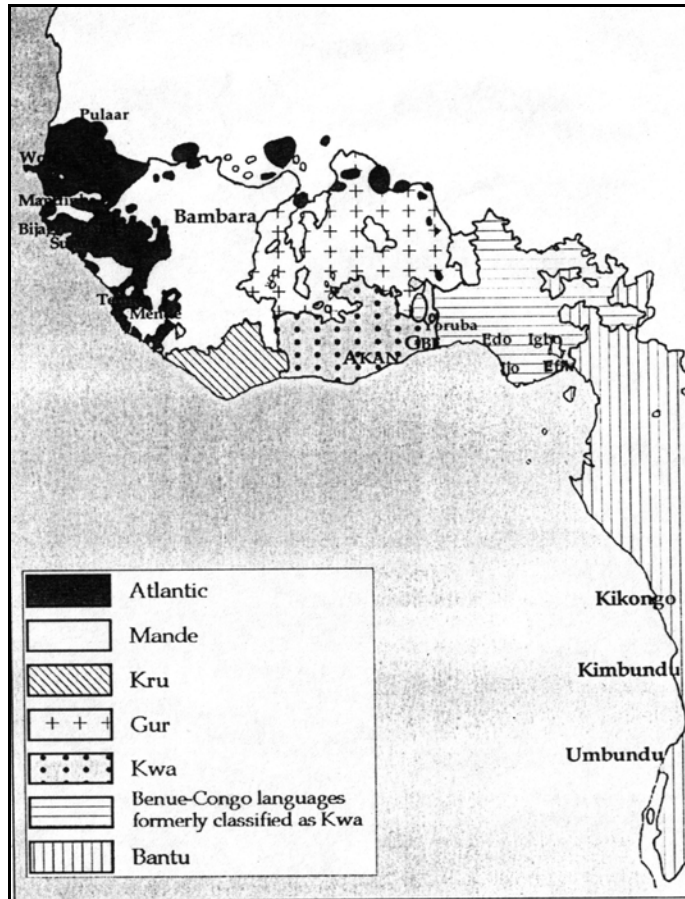 Pulaar
Bambara
Mende
Yoruba
GBE
Edo
Igbo
AKAN
Ijo
Efik
Kikongo
Kimbundu
Umbundu
Atlantic
Mande
Kru
Gur
Kwa
Benue-Congo languages
formerly classified as Kwa
Bantu